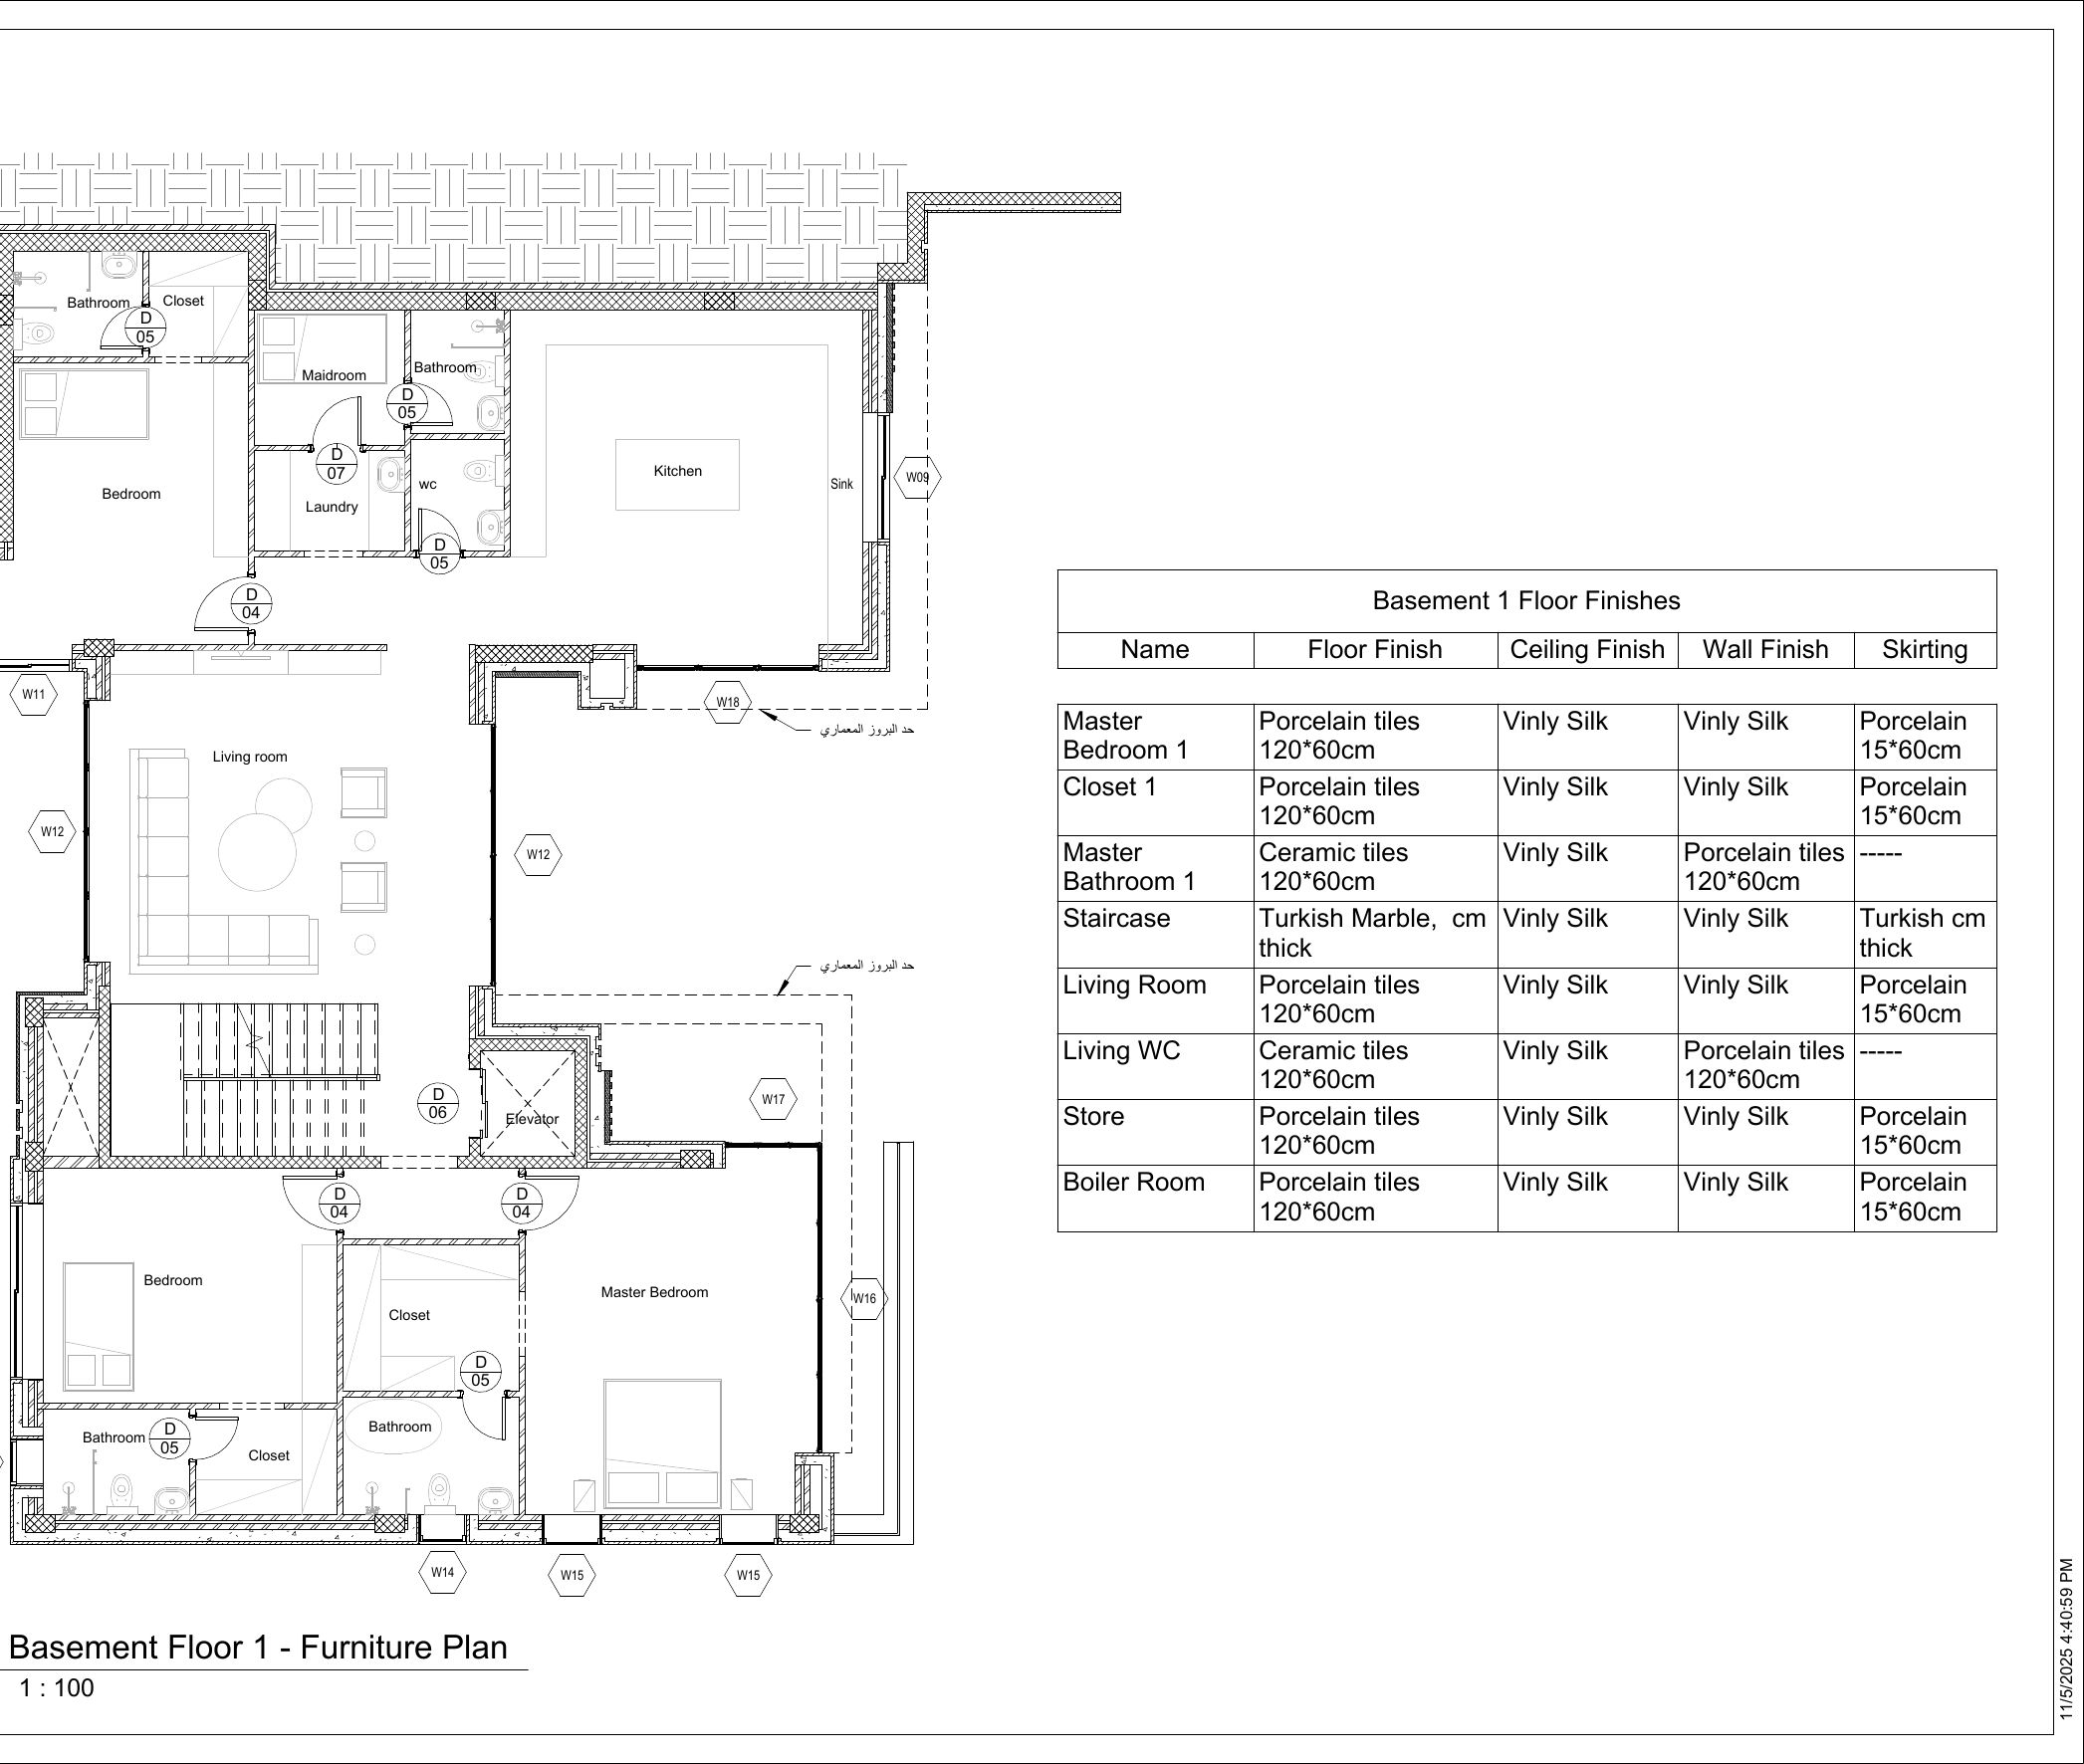 Bathroom
Closet
D
05
Maidroom
Bathroom
D
05
Bedroom
D
07
Laundry
wc
D
05
Kitchen
Sink
W09
D
04
W11
W18
حد البروز المعماري
Living room
W12
W12
حد البروز المعماري
D
06
Elevator
W17
D
04
D
04
Bedroom
Closet
Master Bedroom
W16
D
05
Bathroom
D
05
Closet
Bathroom
W14
W15
W15
Basement Floor 1 - Furniture Plan
1 : 100
Basement 1 Floor Finishes
Name Floor Finish Ceiling Finish Wall Finish Skirting
Master Porcelain tiles Vinly Silk Vinly Silk Porcelain
Bedroom 1 120*60cm 15*60cm
Closet 1 Porcelain tiles Vinly Silk Vinly Silk Porcelain
120*60cm 15*60cm
Master Ceramic tiles Vinly Silk Porcelain tiles -----
Bathroom 1 120*60cm 120*60cm
Staircase Turkish Marble, cm Vinly Silk Vinly Silk Turkish cm
thick thick
Living Room Porcelain tiles Vinly Silk Vinly Silk Porcelain
120*60cm 15*60cm
Living WC Ceramic tiles Vinly Silk Porcelain tiles -----
120*60cm 120*60cm
Store Porcelain tiles Vinly Silk Vinly Silk Porcelain
120*60cm 15*60cm
Boiler Room Porcelain tiles Vinly Silk Vinly Silk Porcelain
120*60cm 15*60cm
11/5/2025 4:40:59 PM